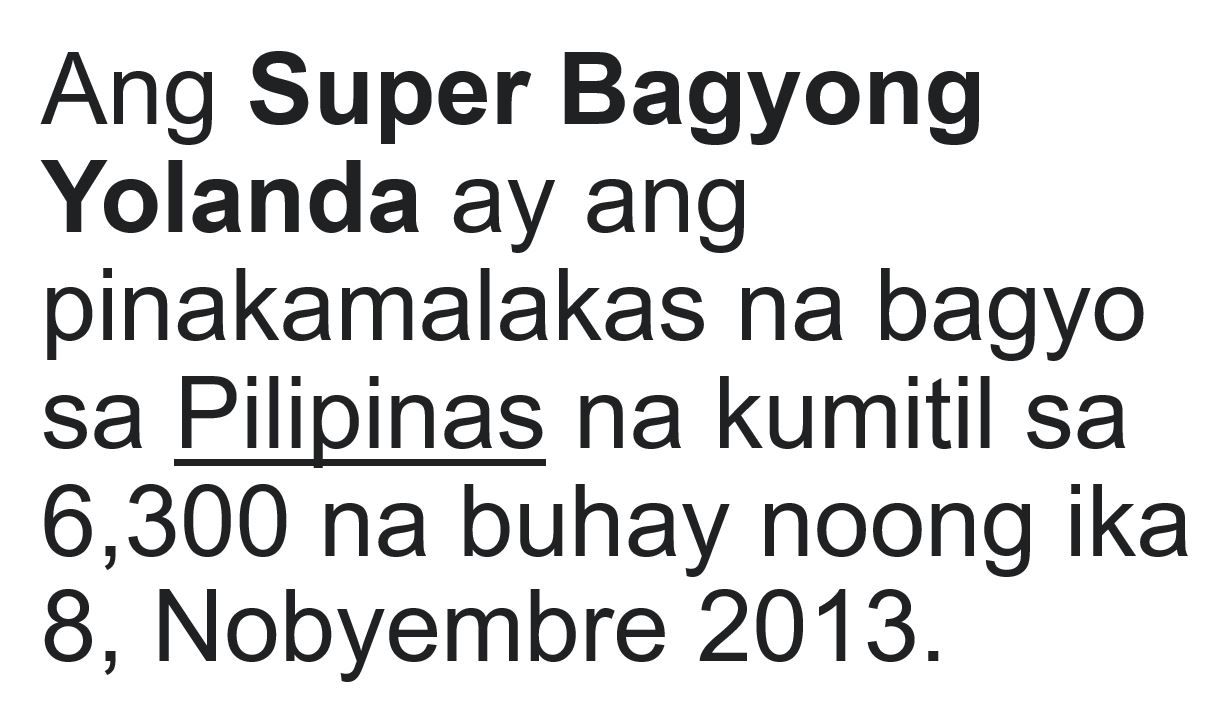 Ang Super Bagyong
Yolanda ay ang
pinakamalakas na bagyo
sa Pilipinas na kumitil sa
6,300 na buhay noong ika
8, Nobyembre 2013.